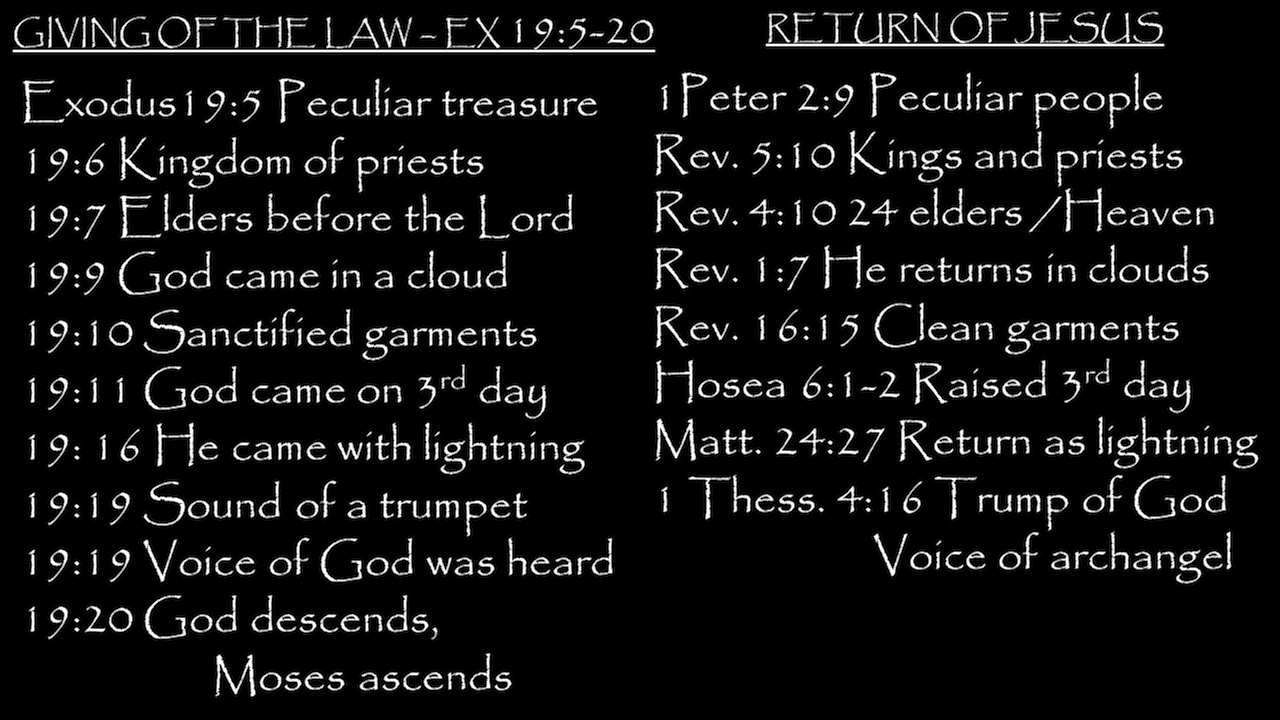 GIVING OF THE LAW – EX 19:5-20
Exodus19:5 Peculiar treasure
19:6 Kingdom of priests
19:7 Elders before the Lord
19:9 God came in a cloud
19:10 Sanctified garments
19:11 God came on 3rd day
19: 16 He came with lightning
19:19 Sound of a trumpet
19:19 Voice of God was heard
19:20 God descends,
Moses ascends
RETURN OF JESUS
1 Peter 2:9 Peculiar people
Rev. 5:10 Kings and priests
Rev. 4:10 24 elders /Heaven
Rev. 1:7 He returns in clouds
Rev. 16:15 Clean garments
Hosea 6:1-2 Raised 3rd day
Matt. 24:27 Return as lightning
1 Thess. 4:16 Trump of God
Voice of archangel